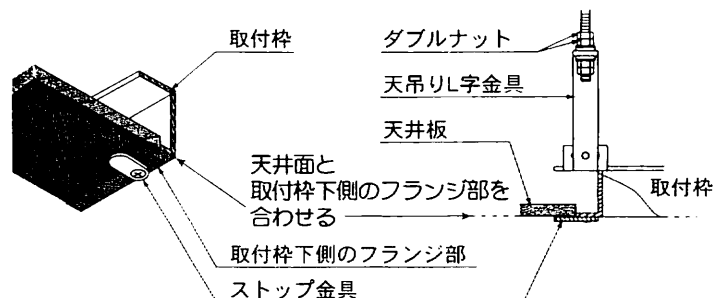 取付枠
ダブルナット
天吊りL字金具
天井板
天井面と
取付枠下側のフランジ部を
合わせる
取付枠
取付枠下側のフランジ部
ストップ金具